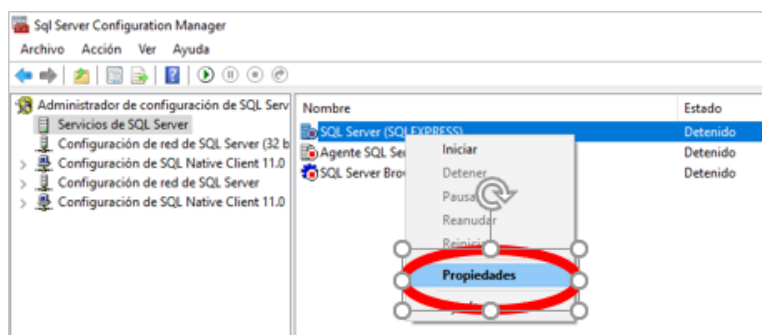 Sql Server Configuration Manager
Archivo Acción Ver Ayuda
Administrador de configuración de SQL Serv
Servicios de SQL Server
Configuración de red de SQL Server (32 b
Configuración de SQL Native Client 11.0
Configuración de red de SQL Server
Configuración de SQL Native Client 11.0
Nombre Estado
SQL Server (SQLEXPRESS) Detenido
Agente SQL Se Detenido
SQL Server Bro Detenido
Iniciar
Detener
Pausa
Reanudar
Reinicia
Propiedades